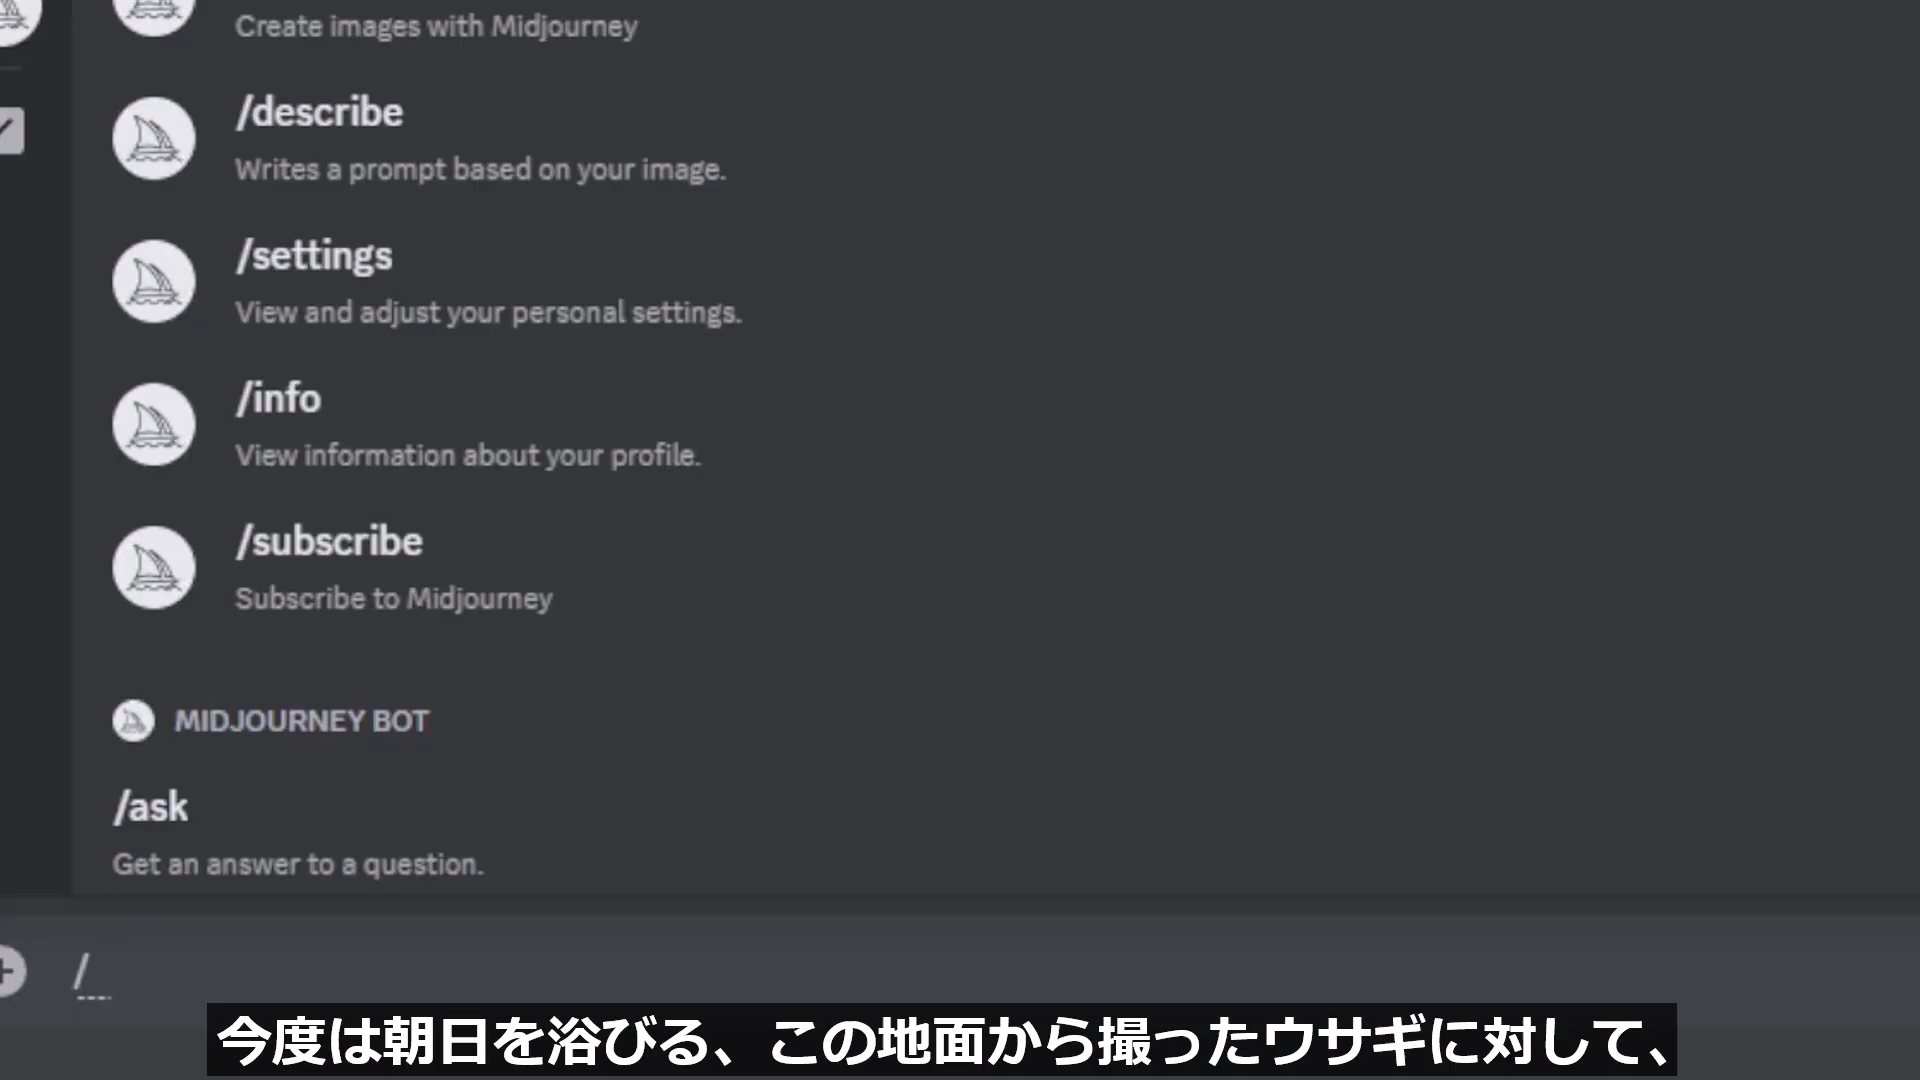 Create images with Midjourney
/describe
Writes a prompt based on your image.
/settings
View and adjust your personal settings.
/info
View information about your profile.
/subscribe
Subscribe to Midjourney
MIDJOURNEY BOT
/ask
Get an answer to a question.
/
今度は朝日を浴びる、この地面から撮ったウサギに対して、